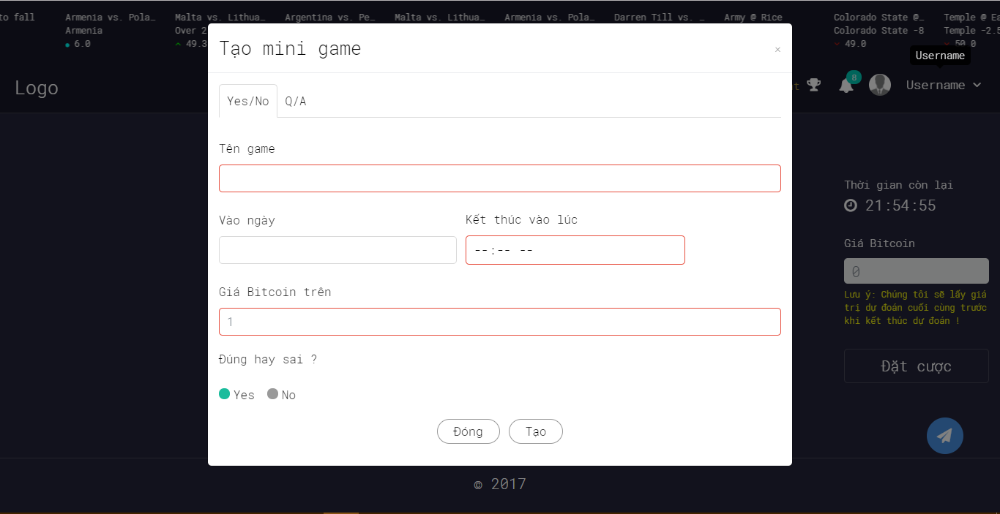 to fall
Armenia vs. Pola…
Malta vs. Lithua…
Argentina vs. Pe…
Malta vs. Lithua…
Armenia vs. Pola…
Darren Till vs. …
Army @ Rice
Colorado State @…
Temple @ Ea
Armenia
Over 2
Colorado State -8
Temple -2.5
6.0
49.3
49.0
50.0
Username
Logo
8
Username
Tạo mini game
×
Yes/No
Q/A
Tên game
Vào ngày
Kết thúc vào lúc
--:-- --
Giá Bitcoin trên
1
Đúng hay sai ?
Yes
No
Đóng
Tạo
Thời gian còn lại
21:54:55
Giá Bitcoin
0
Lưu ý: Chúng tôi sẽ lấy giá
trị dự đoán cuối cùng trước
khi kết thúc dự đoán !
Đặt cược
© 2017